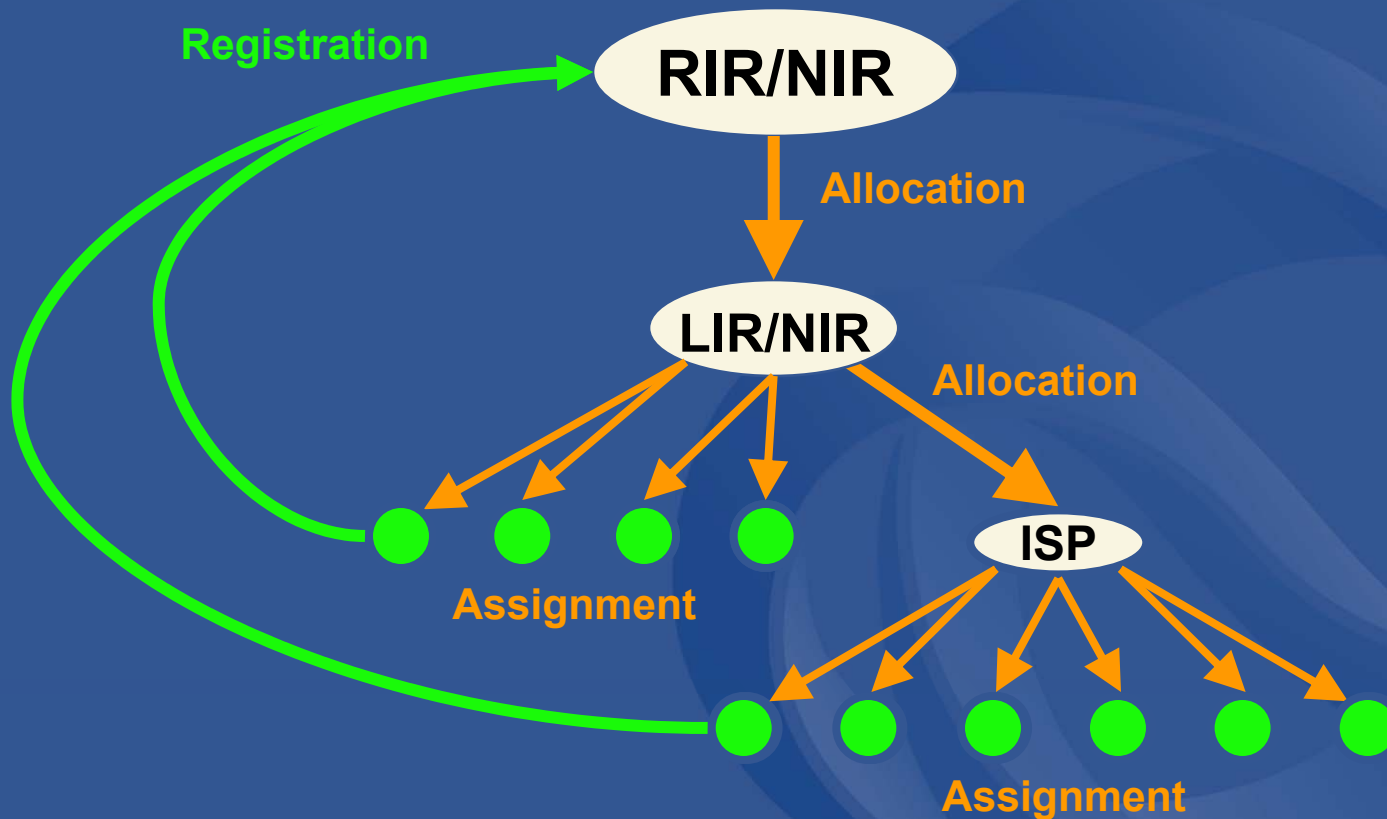 Registration
RIR/NIR
Allocation
LIR/NIR
Allocation
ISP
Assignment
Assignment